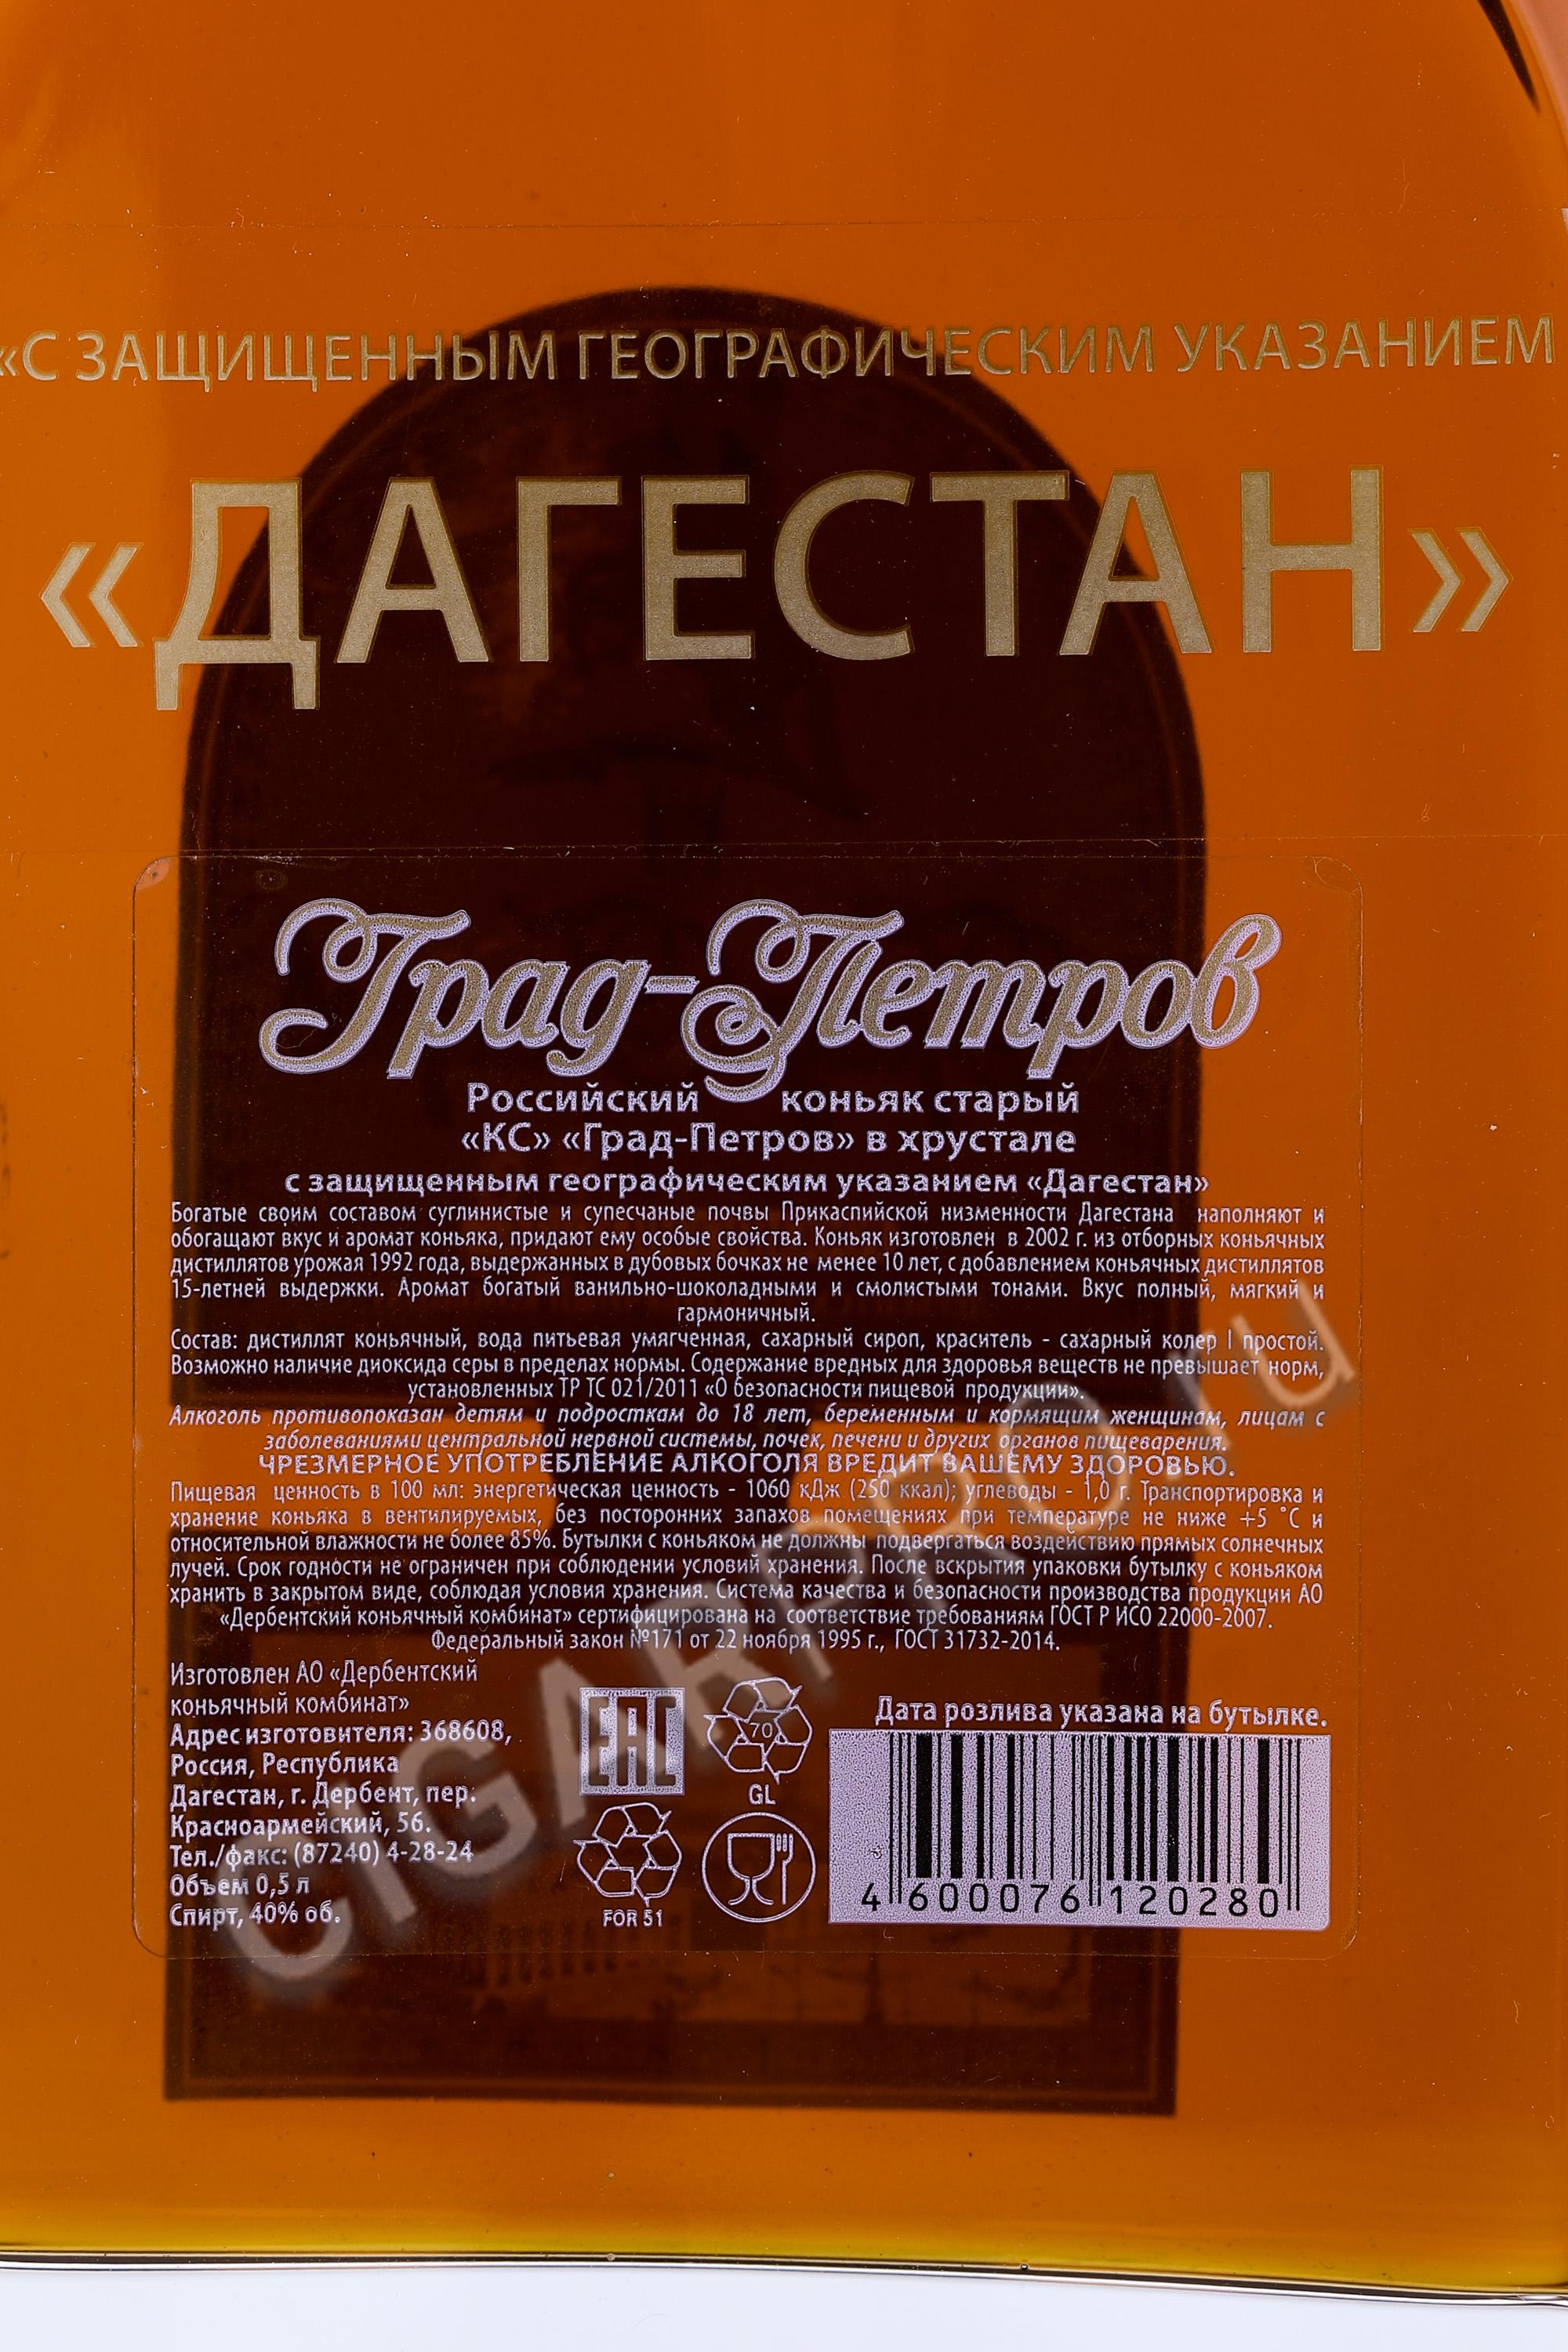 «С ЗАЩИЩЕННЫМ ГЕОГРАФИЧЕСКИМ УКАЗАНИЕМ
«ДАГЕСТАН»
Град-Петров
Российский коньяк старый
«КС» «Град-Петров» в хрустале
с защищенным географическим указанием «Дагестан»
Богатые своим составом суглинистые и супесчаные почвы Прикаспийской низменности Дагестана наполняют и
обогащают вкус и аромат коньяка, придают ему особые свойства. Коньяк изготовлен в 2002 г. из отборных коньячных
дистиллятов урожая 1992 года, выдержанных в дубовых бочках не менее 10 лет, с добавлением коньячных дистиллятов
15-летней выдержки. Аромат богатый ванильно-шоколадными и смолистыми тонами. Вкус полный, мягкий и
гармоничный.
Состав: дистиллят коньячный, вода питьевая умягченная, сахарный сироп, краситель - сахарный колер I простой.
Возможно наличие диоксида серы в пределах нормы. Содержание вредных для здоровья веществ не превышает норм,
установленных ТР ТС 021/2011 «О безопасности пищевой продукции».
Алкоголь противопоказан детям и подросткам до 18 лет, беременным и кормящим женщинам, лицам с
заболеваниями центральной нервной системы, почек, печени и других органов пищеварения.
ЧРЕЗМЕРНОЕ УПОТРЕБЛЕНИЕ АЛКОГОЛЯ ВРЕДИТ ВАШЕМУ ЗДОРОВЬЮ.
Пищевая ценность в 100 мл: энергетическая ценность - 1060 кДж (250 ккал); углеводы - 1,0 г. Транспортировка и
хранение коньяка в вентилируемых, без посторонних запахов помещениях при температуре не ниже +5 °С и
относительной влажности не более 85%. Бутылки с коньяком не должны подвергаться воздействию прямых солнечных
лучей. Срок годности не ограничен при соблюдении условий хранения. После вскрытия упаковки бутылку с коньяком
хранить в закрытом виде, соблюдая условия хранения. Система качества и безопасности производства продукции АО
«Дербентский коньячный комбинат» сертифицирована на соответствие требованиям ГОСТ Р ИСО 22000-2007.
Федеральный закон №171 от 22 ноября 1995 г., ГОСТ 31732-2014.
Изготовлен АО «Дербентский
коньячный комбинат»
Адрес изготовителя: 368608,
Россия, Республика
Дагестан, г. Дербент, пер.
Красноармейский, 56.
Тел./факс: (87240) 4-28-24
Объем 0,5 л
Спирт, 40% об.
EAC
70
GL
FOR 51
Дата розлива указана на бутылке.
4 600076 120280
CIGARPRO.ru